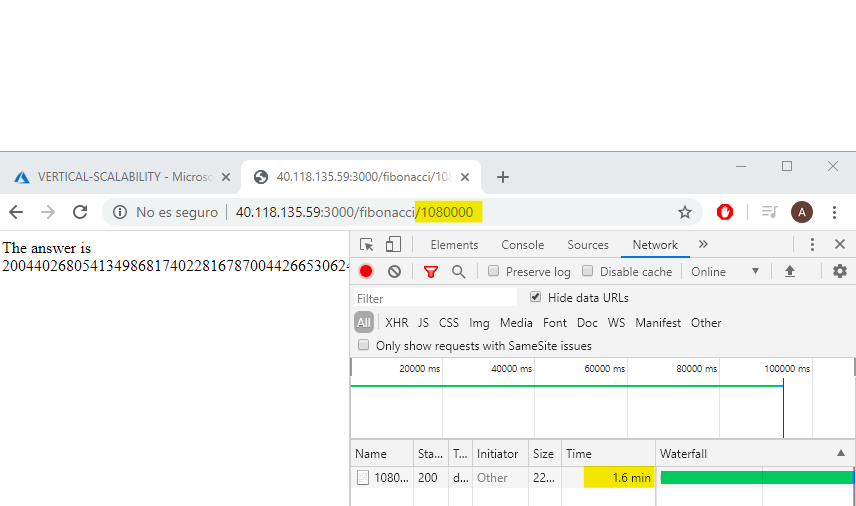 VERTICAL-SCALABILITY - Microsc
40.118.135.59:3000/fibonacci/108
No es seguro | 40.118.135.59:3000/fibonacci/1080000
A
The answer is
20044026805413498681740228167870044266530624
Elements Console Sources Network »
Preserve log Disable cache Online
Filter Hide data URLs
All XHR JS CSS Img Media Font Doc WS Manifest Other
Only show requests with SameSite issues
20000 ms 40000 ms 60000 ms 80000 ms 100000 ms
Name Sta... T... Initiator Size Time Waterfall
1080... 200 d... Other 22... 1.6 min